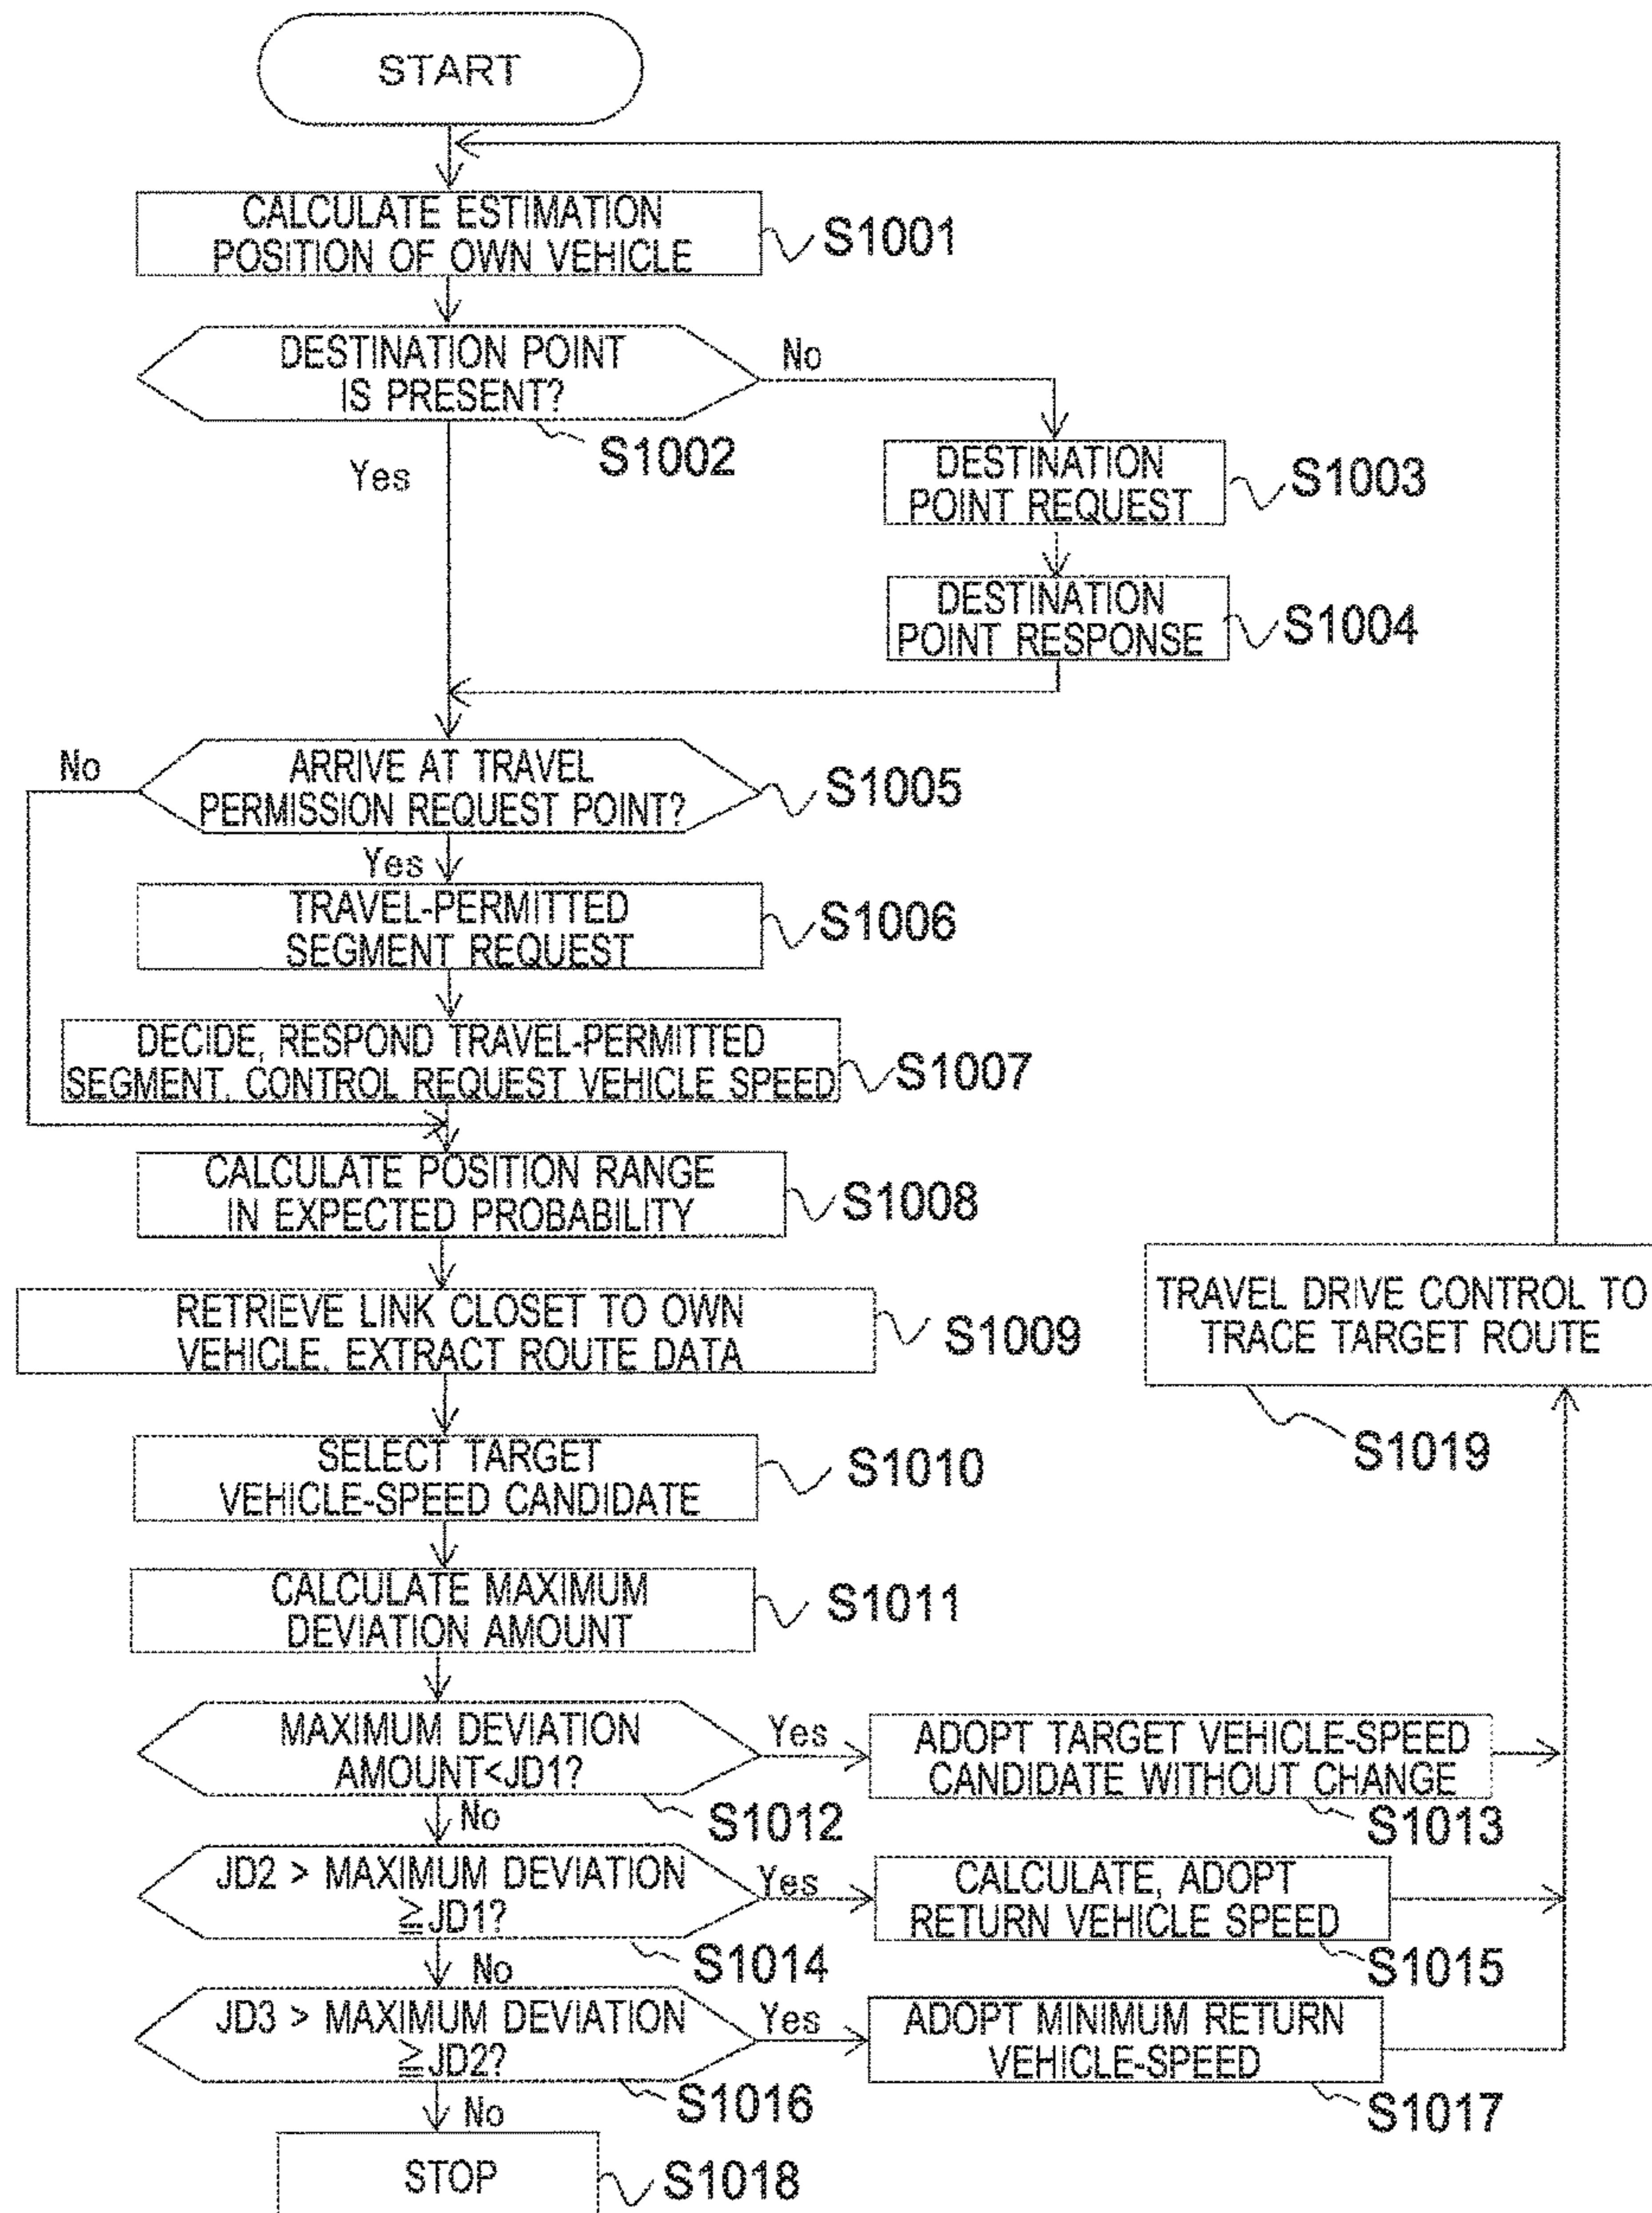 START
CALCULATE ESTIMATION
POSITION OF OWN VEHICLE
S1001
DESTINATION POINT
IS PRESENT?
No
S1002
Yes
DESTINATION
POINT REQUEST
S1003
DESTINATION
POINT RESPONSE
S1004
No
ARRIVE AT TRAVEL
PERMISSION REQUEST POINT?
S1005
Yes
TRAVEL-PERMITTED
SEGMENT REQUEST
S1006
DECIDE, RESPOND TRAVEL-PERMITTED
SEGMENT, CONTROL REQUEST VEHICLE SPEED
S1007
CALCULATE POSITION RANGE
IN EXPECTED PROBABILITY
S1008
RETRIEVE LINK CLOSET TO OWN
VEHICLE, EXTRACT ROUTE DATA
S1009
TRAVEL DRIVE CONTROL TO
TRACE TARGET ROUTE
S1019
SELECT TARGET
VEHICLE-SPEED CANDIDATE
S1010
CALCULATE MAXIMUM
DEVIATION AMOUNT
S1011
MAXIMUM DEVIATION
AMOUNT<JD1?
Yes
S1012
No
ADOPT TARGET VEHICLE-SPEED
CANDIDATE WITHOUT CHANGE
S1013
JD2 > MAXIMUM DEVIATION
≧JD1?
Yes
S1014
No
CALCULATE, ADOPT
RETURN VEHICLE SPEED
S1015
JD3 > MAXIMUM DEVIATION
≧JD2?
Yes
S1016
No
ADOPT MINIMUM RETURN
VEHICLE-SPEED
S1017
STOP
S1018